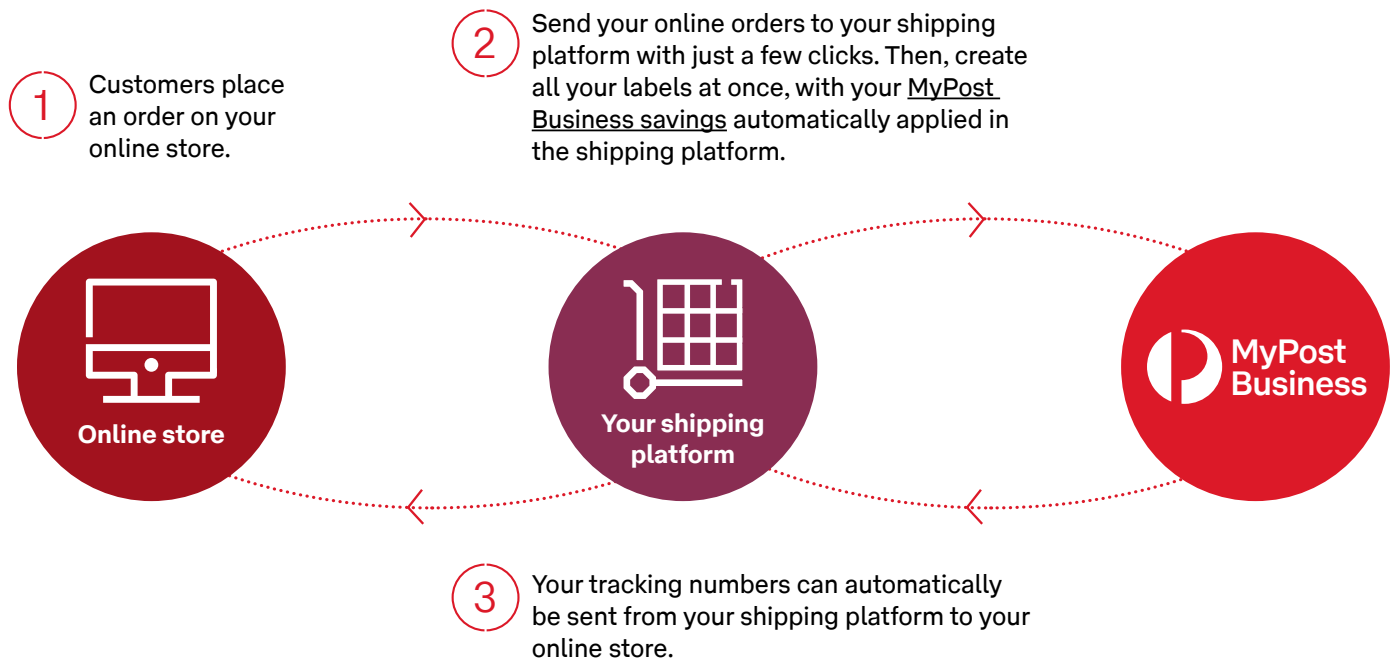 1
Customers place
an order on your
online store.
2
Send your online orders to your shipping
platform with just a few clicks. Then, create
all your labels at once, with your MyPost
Business savings automatically applied in
the shipping platform.
Online store
Your shipping
platform
MyPost
Business
3
Your tracking numbers can automatically
be sent from your shipping platform to your
online store.